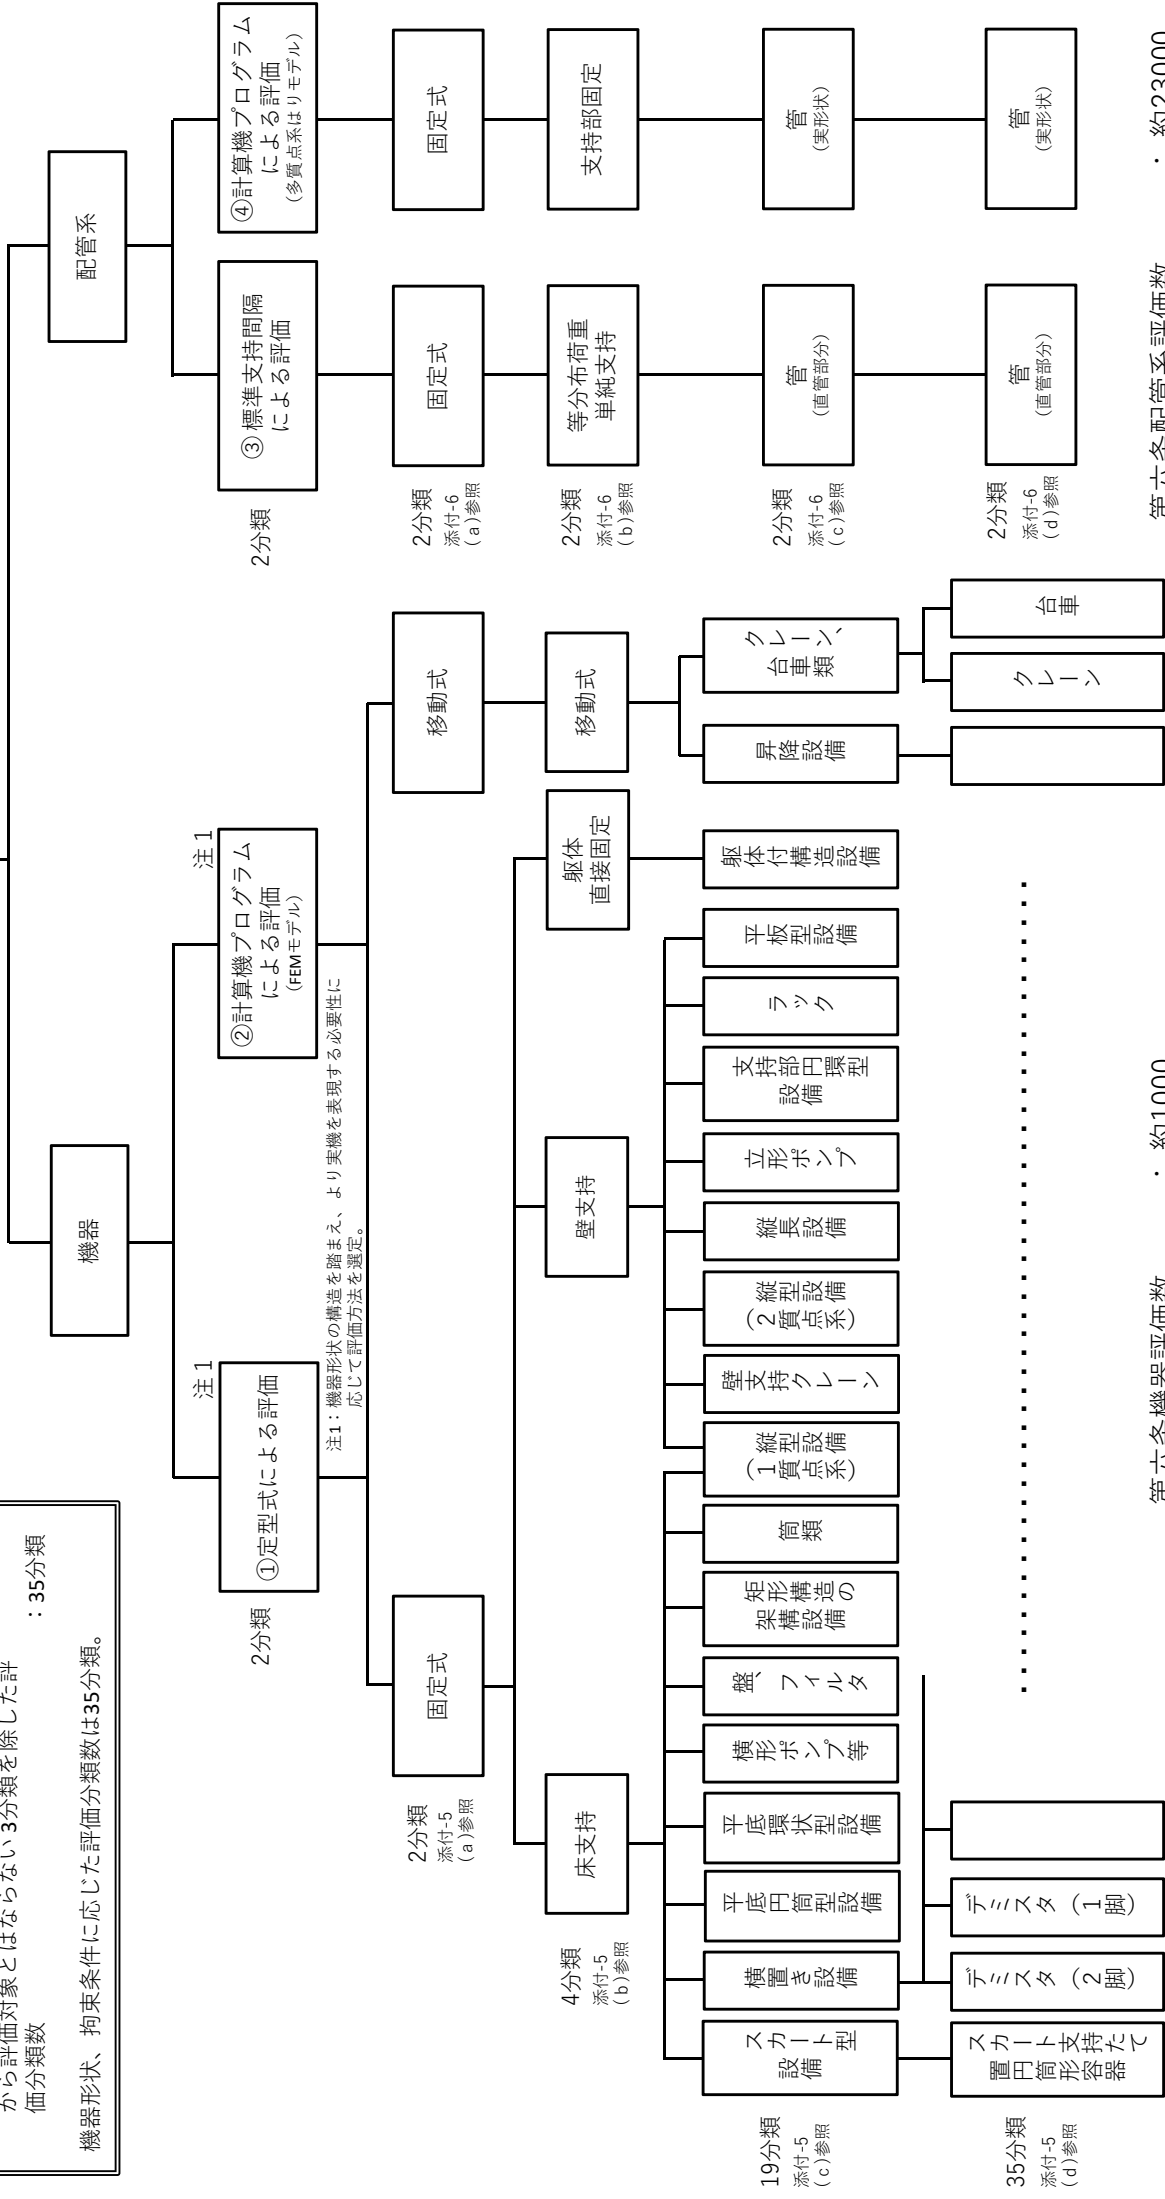 から評価対象とはならない3分類を除した評
価分類数
：35分類
機器形状、拘束条件に応じた評価分類数は35分類。
機器
配管系
2分類
①定型式による評価
注１
②計算機プログラム
による評価
(FEMモデル)
注１
注1：機器形状の構造を踏まえ、より実機を表現する必要性に
応じて評価方法を選定。
2分類
③標準支持間隔
による評価
④計算機プログラム
による評価
(多質点系はりモデル)
2分類
添付-5
(a)参照
固定式
移動式
2分類
添付-6
(a)参照
固定式
固定式
4分類
添付-5
(b)参照
床支持
壁支持
躯体
直接固定
移動式
2分類
添付-6
(b)参照
等分布荷重
単純支持
支持部固定
19分類
添付-5
(c)参照
スカート型
設備
横置き設備
平底円筒型設備
平底環状型設備
横形ポンプ等
盤、フィルタ
矩形構造の
架構設備
筒類
縦型設備
(1質点系)
壁支持クレーン
縦型設備
(2質点系)
縦長設備
立形ポンプ
支持部円環型
設備
ラック
平板型設備
躯体付構造設備
昇降設備
クレーン、
台車類
2分類
添付-6
(c)参照
管
(直管部分)
管
(実形状)
35分類
添付-5
(d)参照
スカート支持たて
置円筒形容器
デミスタ（２脚）
デミスタ（１脚）
クレーン
台車
2分類
添付-6
(d)参照
管
(直管部分)
管
(実形状)
第六条機器評価数
・約1000
第六条配管系評価数
・約23000